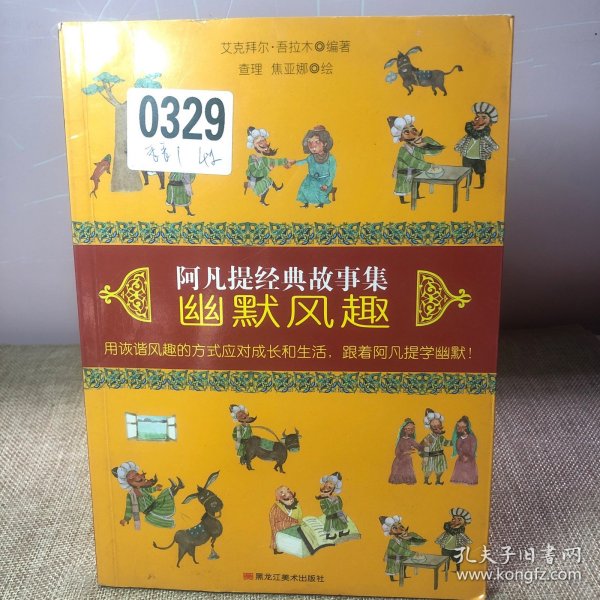 艾克拜尔·吾拉木◎编著
查理 焦亚娜◎绘
0329
阿凡提经典故事集
幽默风趣
用诙谐风趣的方式应对成长和生活，跟着阿凡提学幽默！
黑龙江美术出版社
孔夫子旧书网
www.kongfz.com